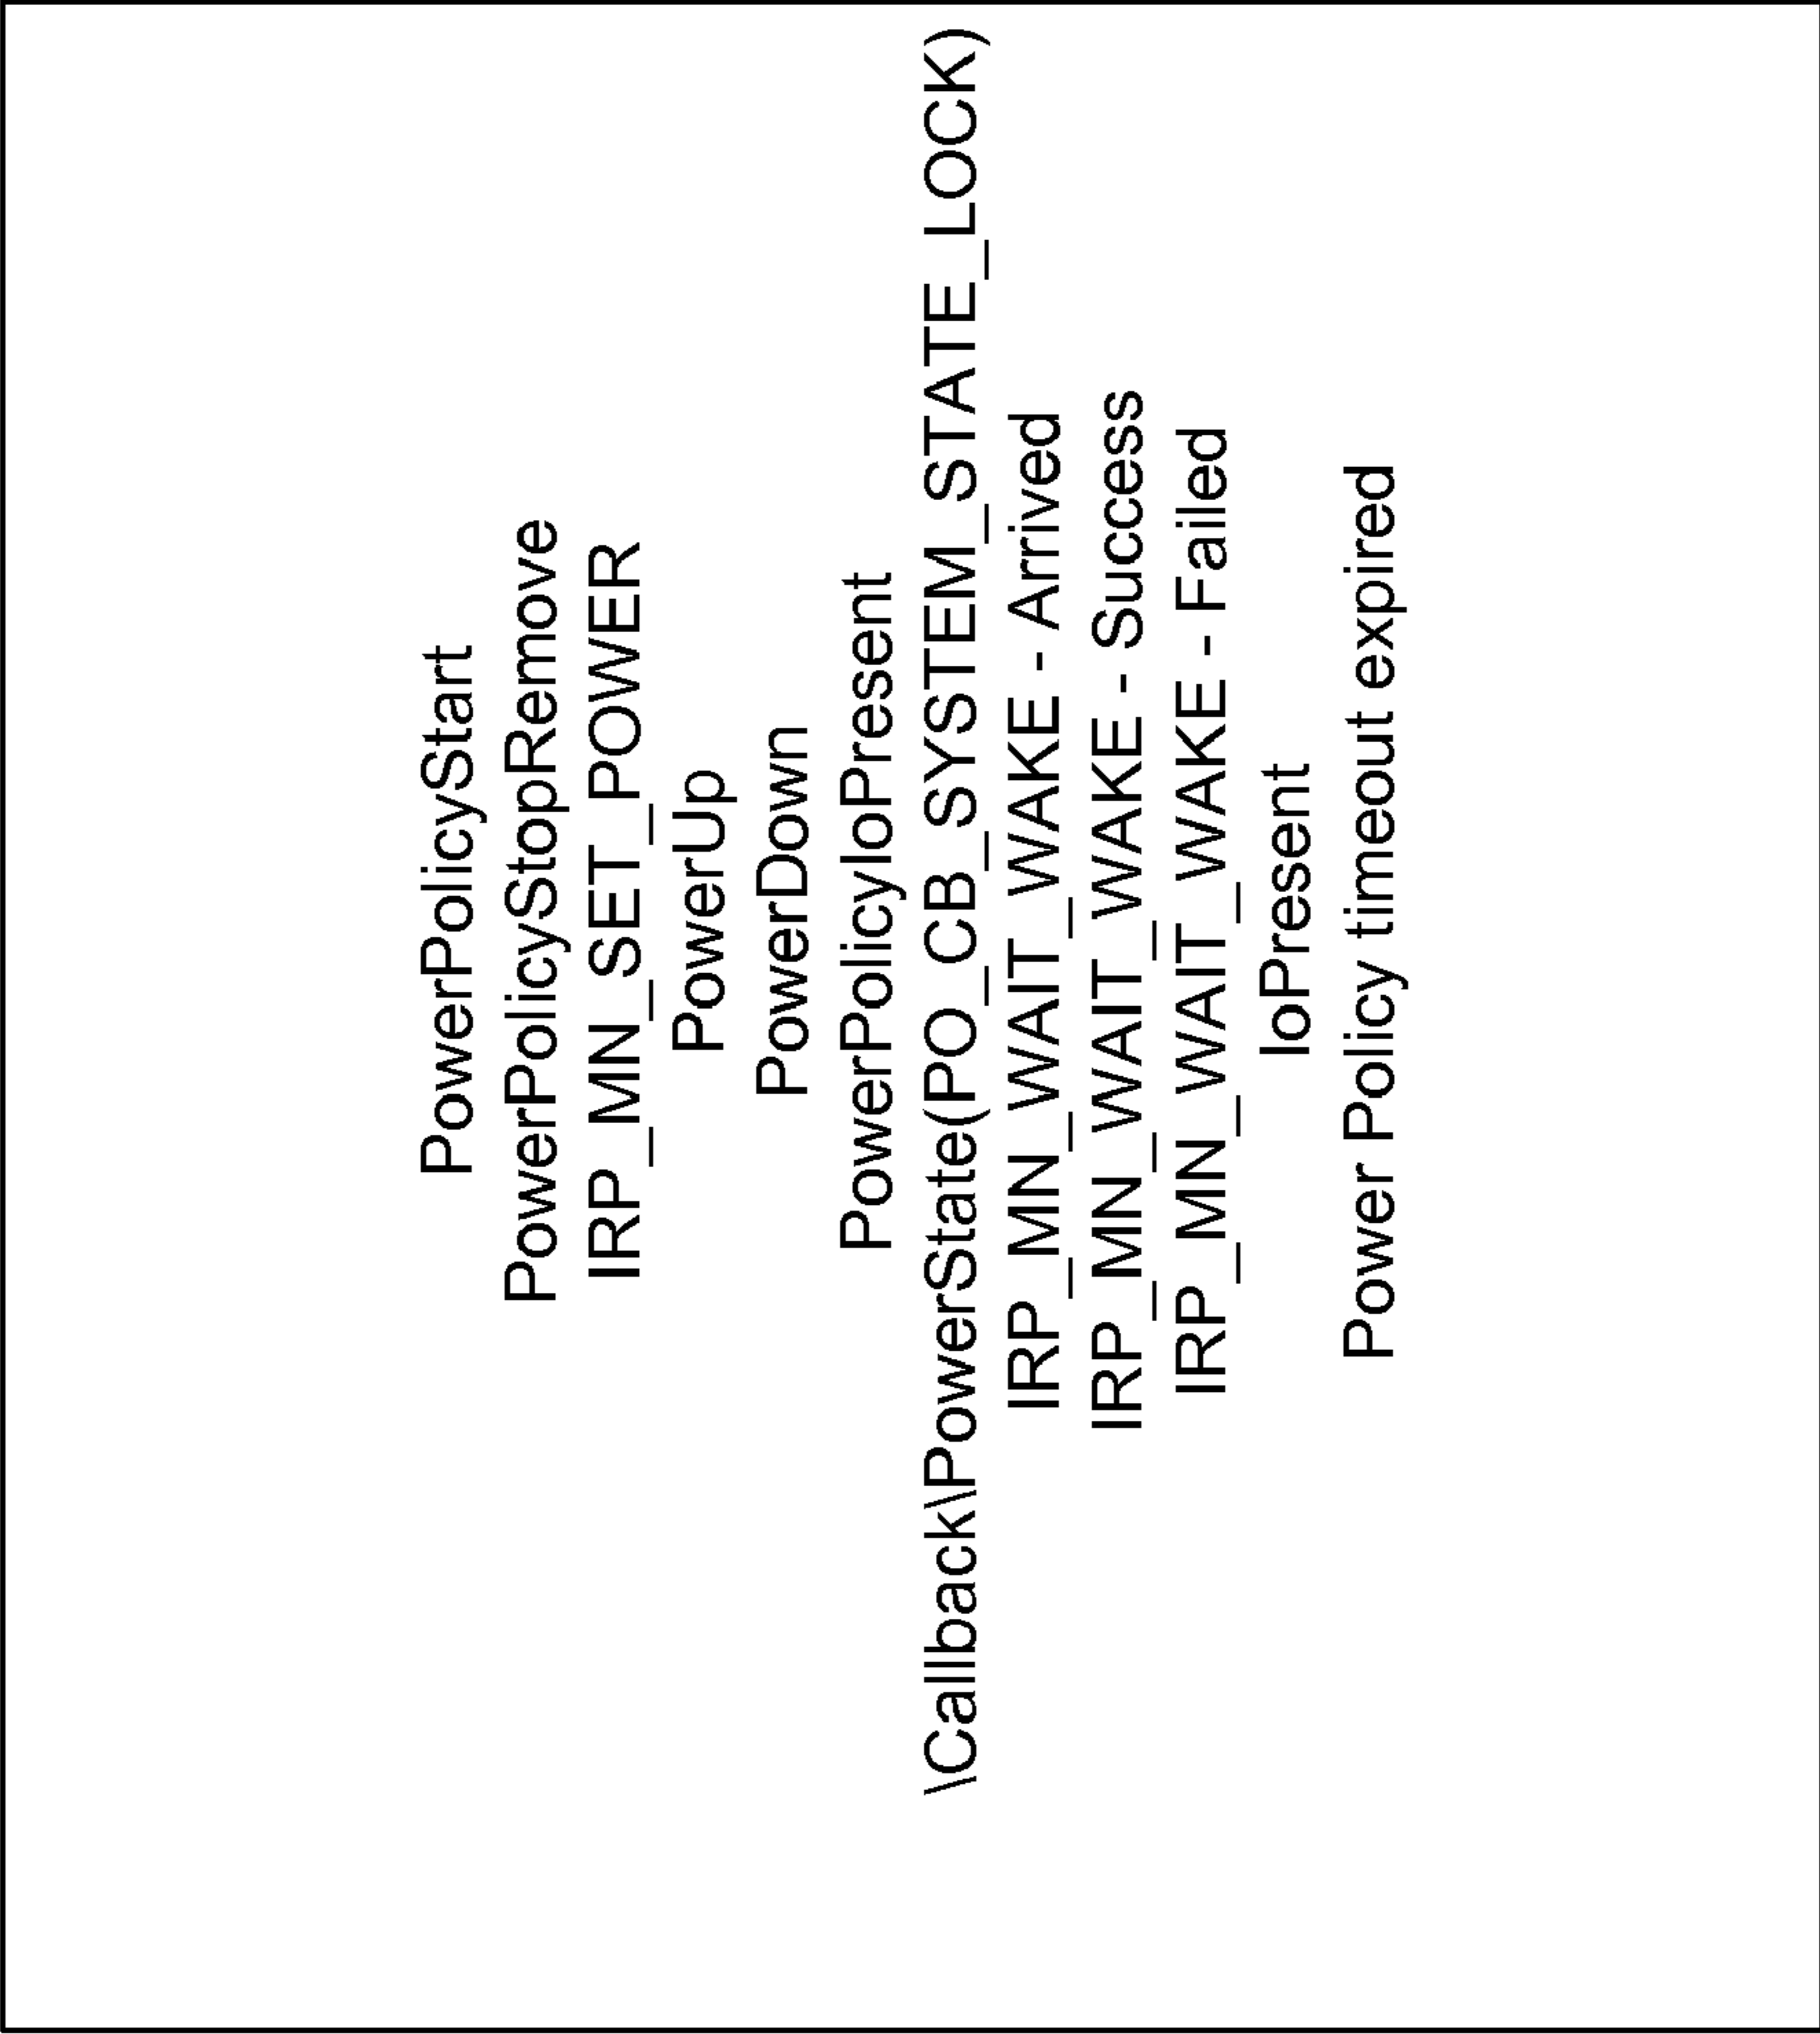 PowerPolicyStart
PowerPolicyStopRemove
IRP_MN_SET_POWER
PowerUp
PowerDown
PowerPolicyIoPresent
\Callback\PowerState(PO_CB_SYSTEM_STATE_LOCK)
IRP_MN_WAIT_WAKE - Arrived
IRP_MN_WAIT_WAKE - Success
IRP_MN_WAIT_WAKE - Failed
IoPresent
Power Policy timeout expired